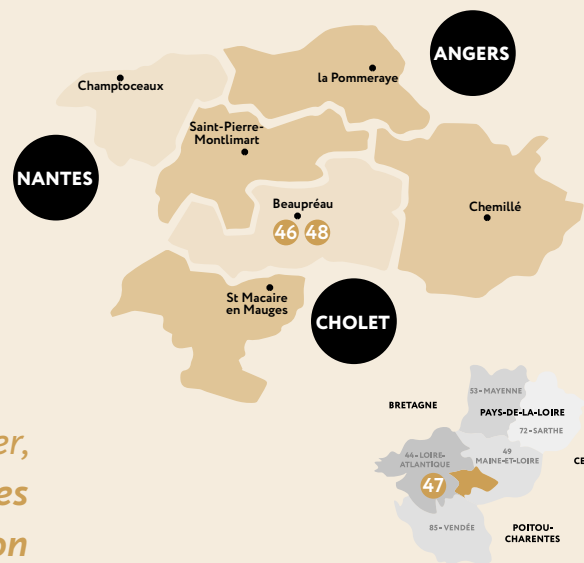 ANGERS
Champtoceaux
la Pommeraye
Saint-Pierre-
Montlimart
NANTES
Beaupréau
46 48
Chemillé
St Macaire
en Mauges
CHOLET
53-MAYENNE
BRETAGNE
PAYS-DE-LA-LOIRE
72-SARTHE
44-LOIRE-
ATLANTIQUE
49
MAINE-ET-LOIRE
CE
47
85-VENDÉE
POITOU-
CHARENTES
er,
es
on